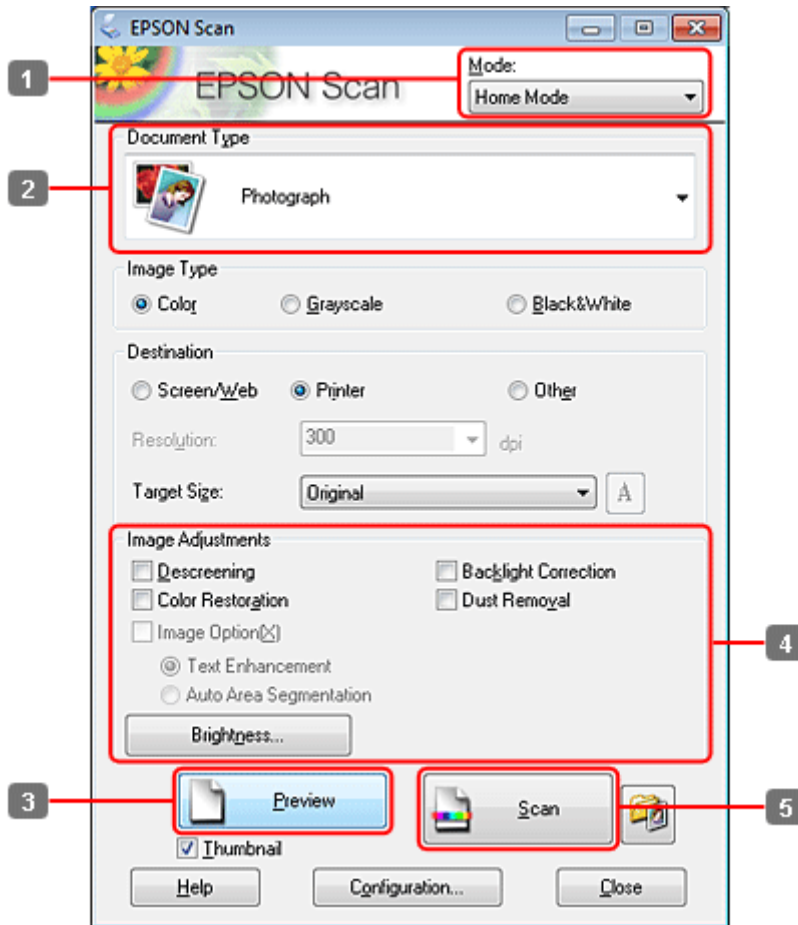 EPSON Scan
EPSON Scan
Mode:
1
Home Mode
Document Type
2
Photograph
Image Type
Color
Grayscale
Black&White
Destination
Screen/Web
Printer
Other
Resolution:
300
dpi
Target Size:
Original
A
Image Adjustments
Descreening
Backlight Correction
Color Restoration
Dust Removal
Image Option(X)
4
Text Enhancement
Auto Area Segmentation
Brightness...
3
Preview
Scan
5
Thumbnail
Help
Configuration...
Close